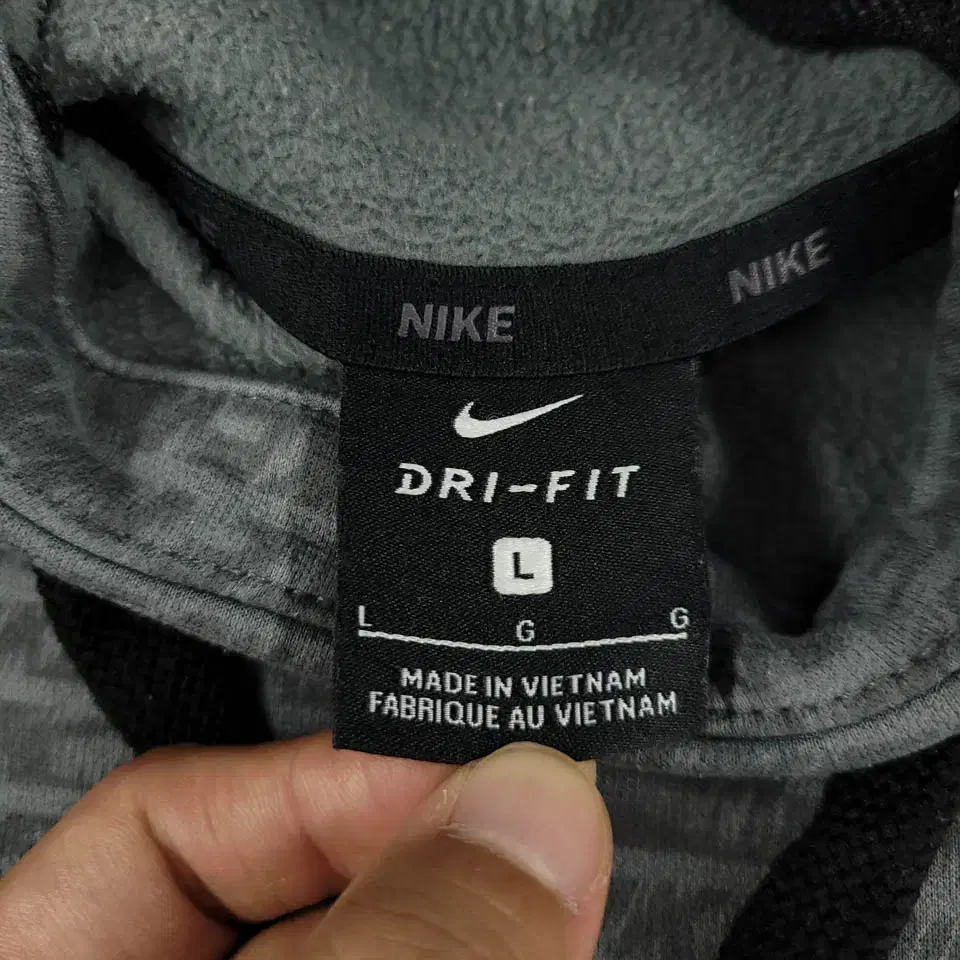 NIKE
NIKE
DRI-FIT
L
L G G
MADE IN VIETNAM
FABRIQUE AU VIETNAM